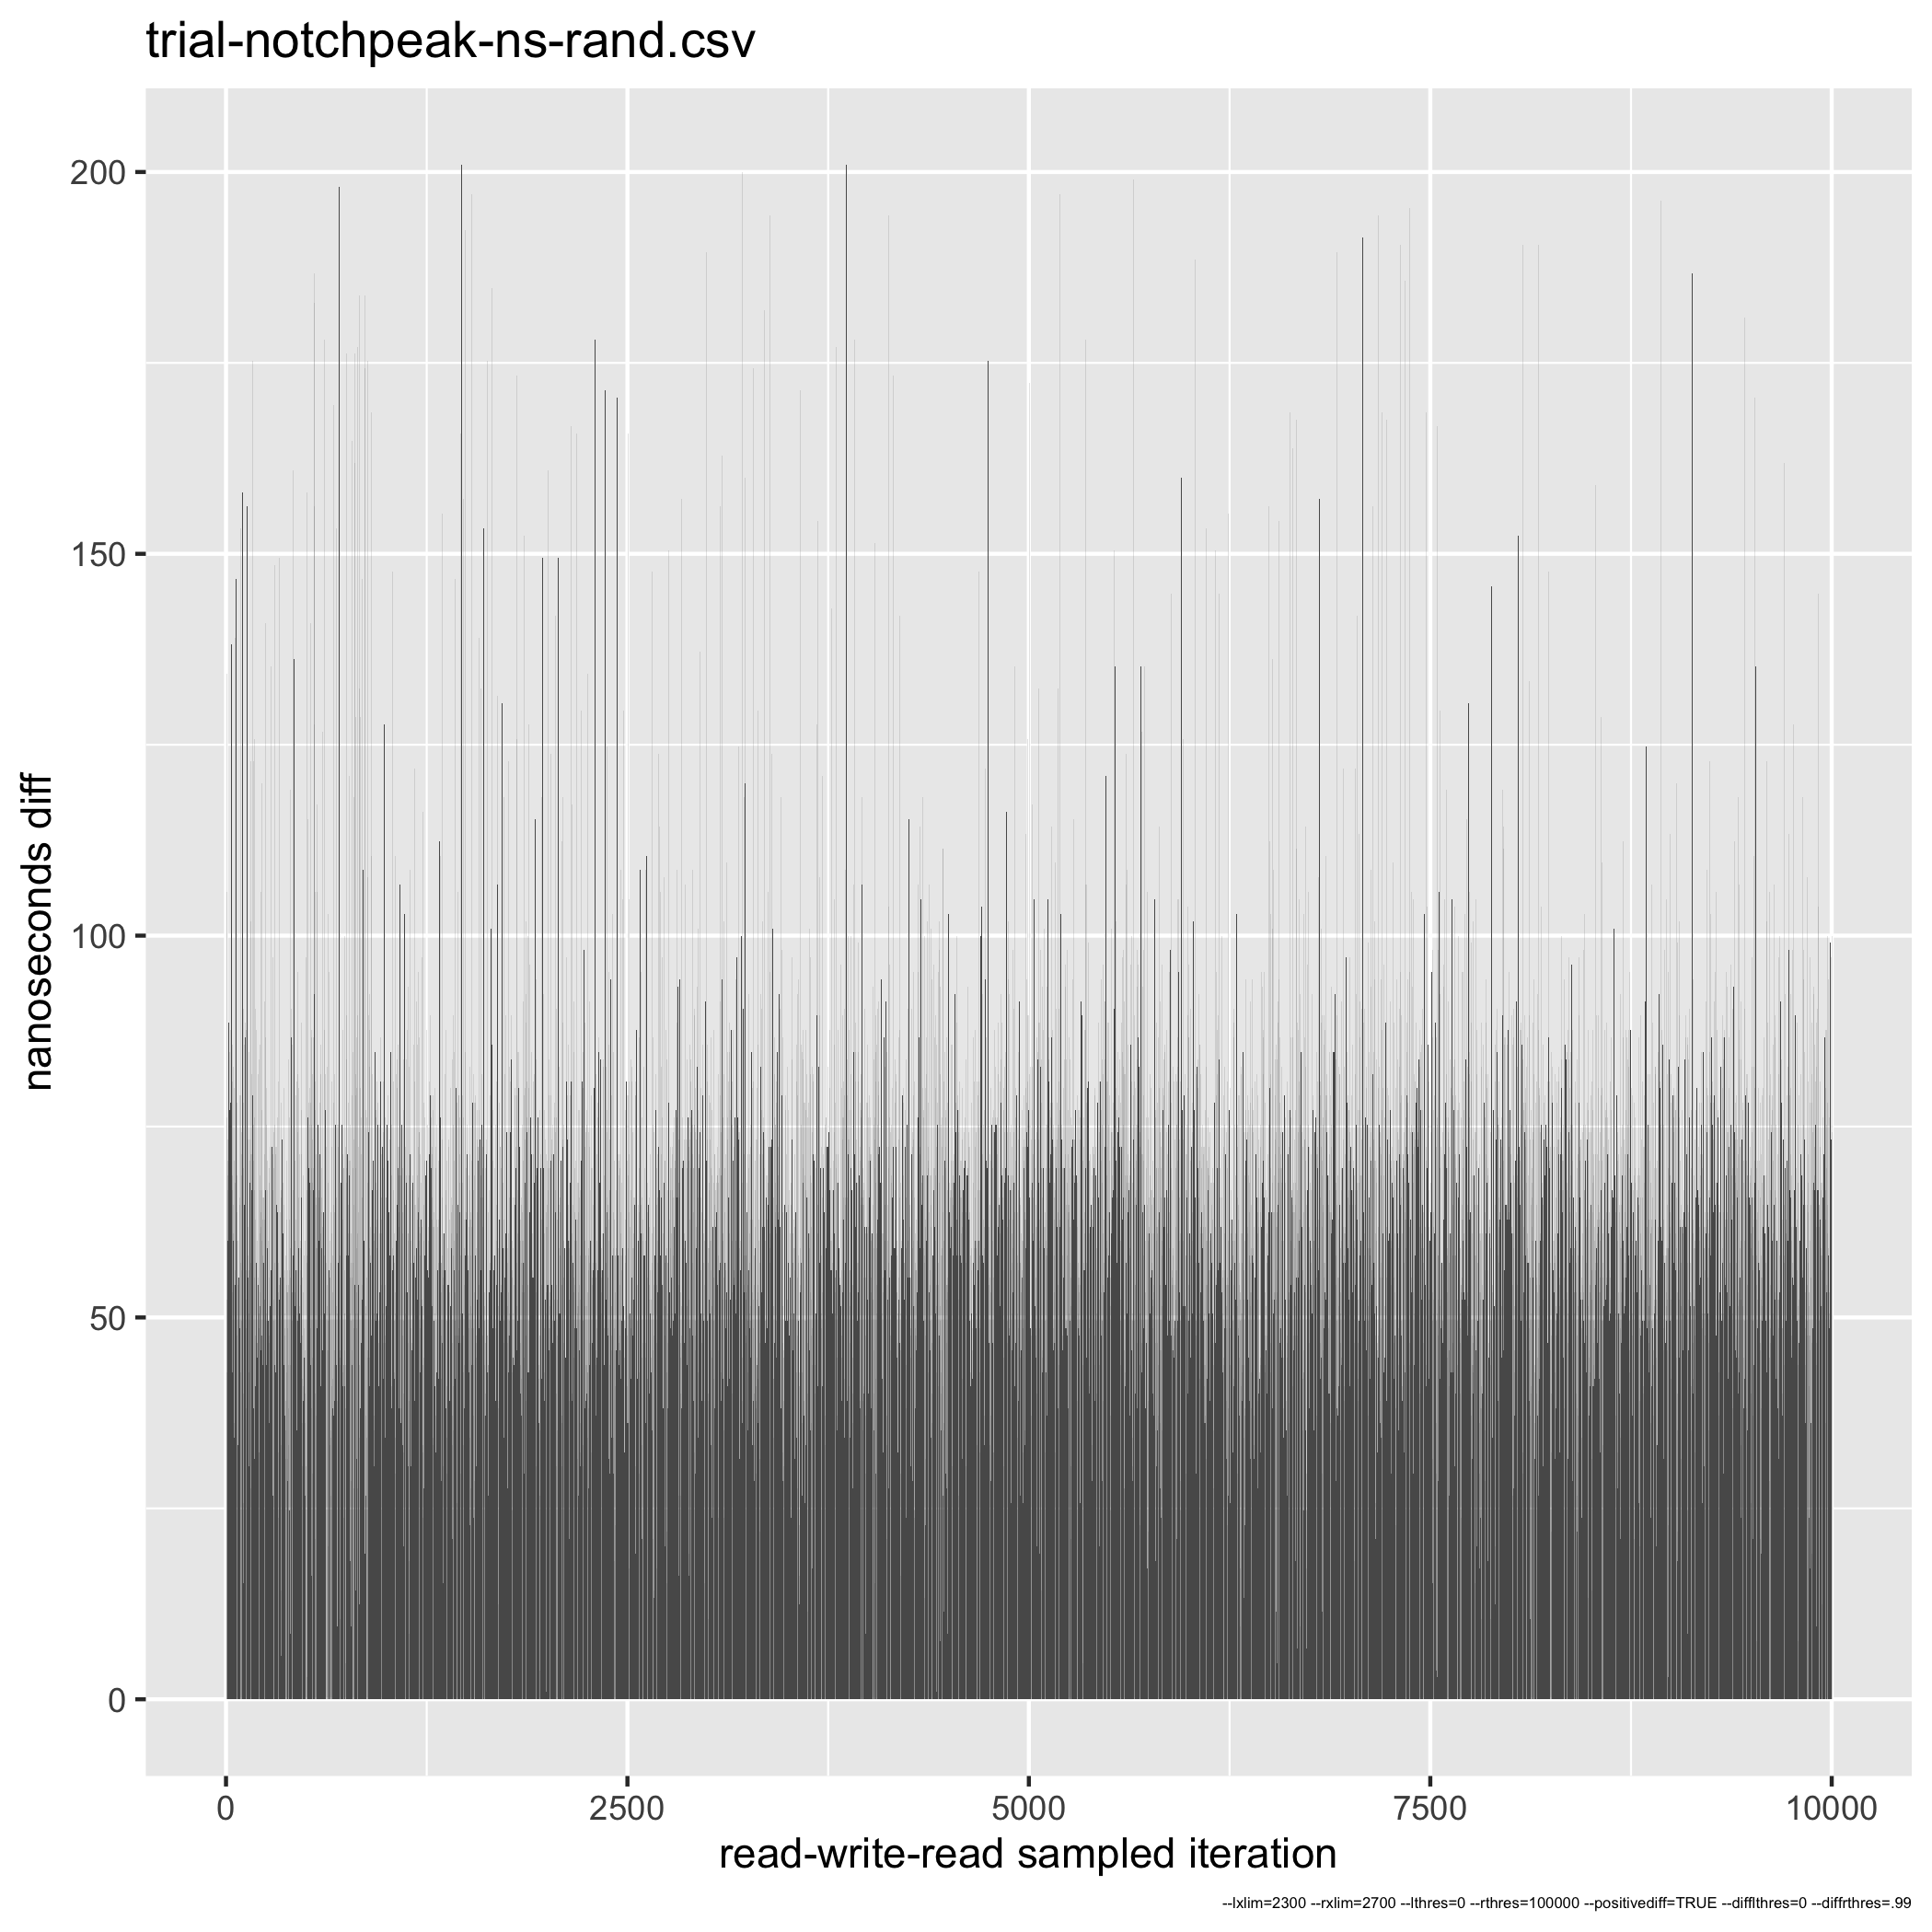 trial-notchpeak-ns-rand.csv
200
150
100
50
0
nanoseconds diff
0 2500 5000 7500 10000
read-write-read sampled iteration
--lxlim=2300 --rxlim=2700 --lthres=0 --rthres=100000 --positivediff=TRUE --difflthres=0 --diffrthres=.99